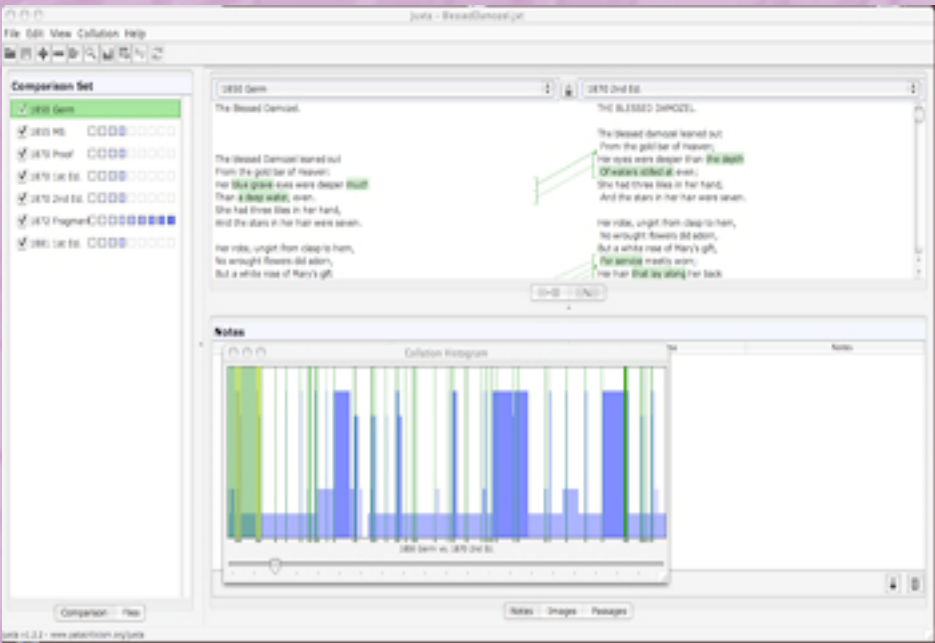 Juxta - BlessedDamozel.jxt
File Edit View Collation Help
Comparison Set
1850 Germ
1855 MS
1870 Proof
1870 1st Ed.
1870 2nd Ed.
1872 Fragment
1881 1st Ed.
Comparison Files
1850 Germ
The Blessed Damozel.
The blessed Damozel leaned out
From the gold bar of Heaven:
Her blue grave eyes were deeper much
Than a deep water, even.
She had three lilies in her hand,
And the stars in her hair were seven.
Her robe, ungirt from clasp to hem,
No wrought flowers did adorn,
But a white rose of Mary's gift
1870 2nd Ed.
THE BLESSED DAMOZEL.
The blessed damozel leaned out
From the gold bar of Heaven;
Her eyes were deeper than the depth
Of waters stilled at even;
She had three lilies in her hand,
And the stars in her hair were seven.
Her robe, ungirt from clasp to hem,
No wrought flowers did adorn,
But a white rose of Mary's gift,
For service meetly worn;
Her hair that lay along her back
Notes
Notes
Collation Histogram
1850 Germ vs. 1870 2nd Ed.
Notes Images Passages